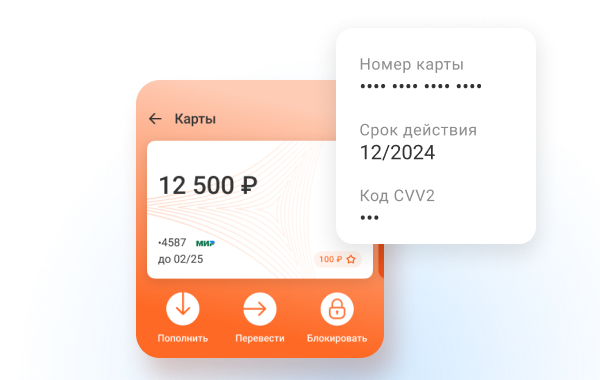 Номер карты
•••• •••• •••• ••••
Срок действия
12/2024
Код CVV2
•••
← Карты
12 500 ₽
•4587 МИР
до 02/25
100 ₽
Пополнить Перевести Блокировать